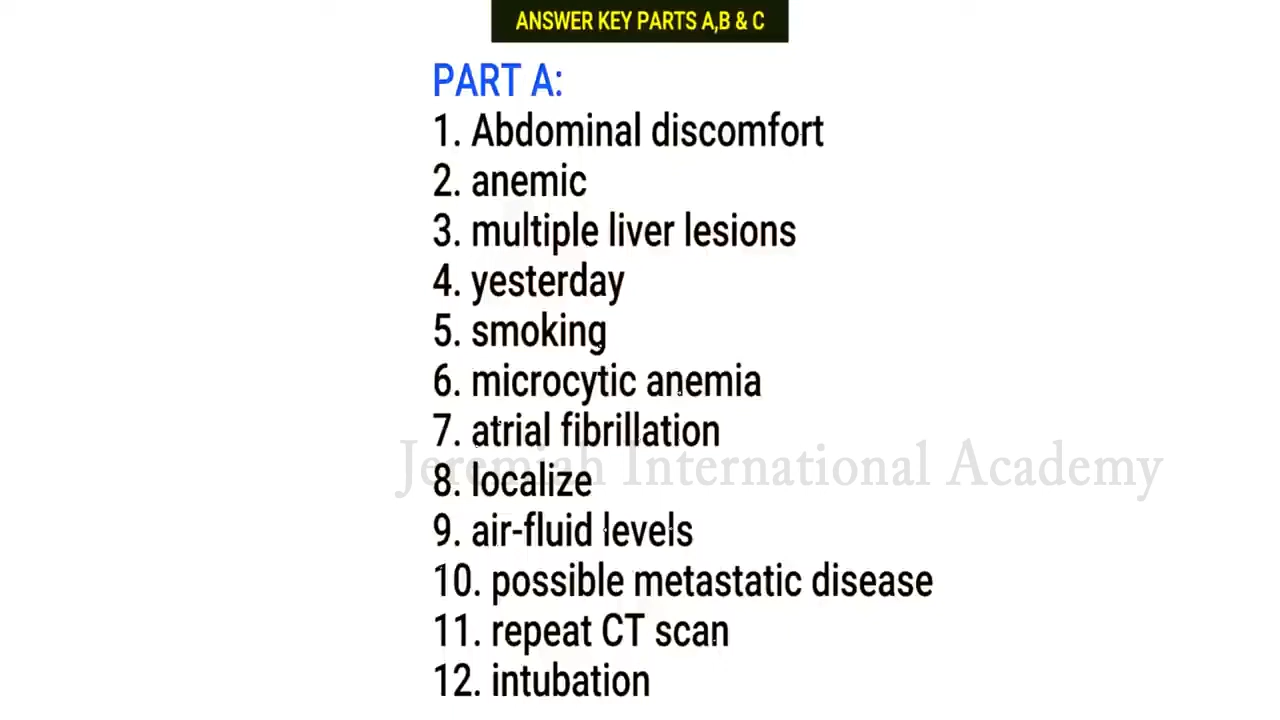 ANSWER KEY PARTS A,B & C
PART A:
1. Abdominal discomfort
2. anemic
3. multiple liver lesions
4. yesterday
5. smoking
6. microcytic anemia
7. atrial fibrillation
Jeremiah International Academy
8. localize
9. air-fluid levels
10. possible metastatic disease
11. repeat CT scan
12. intubation